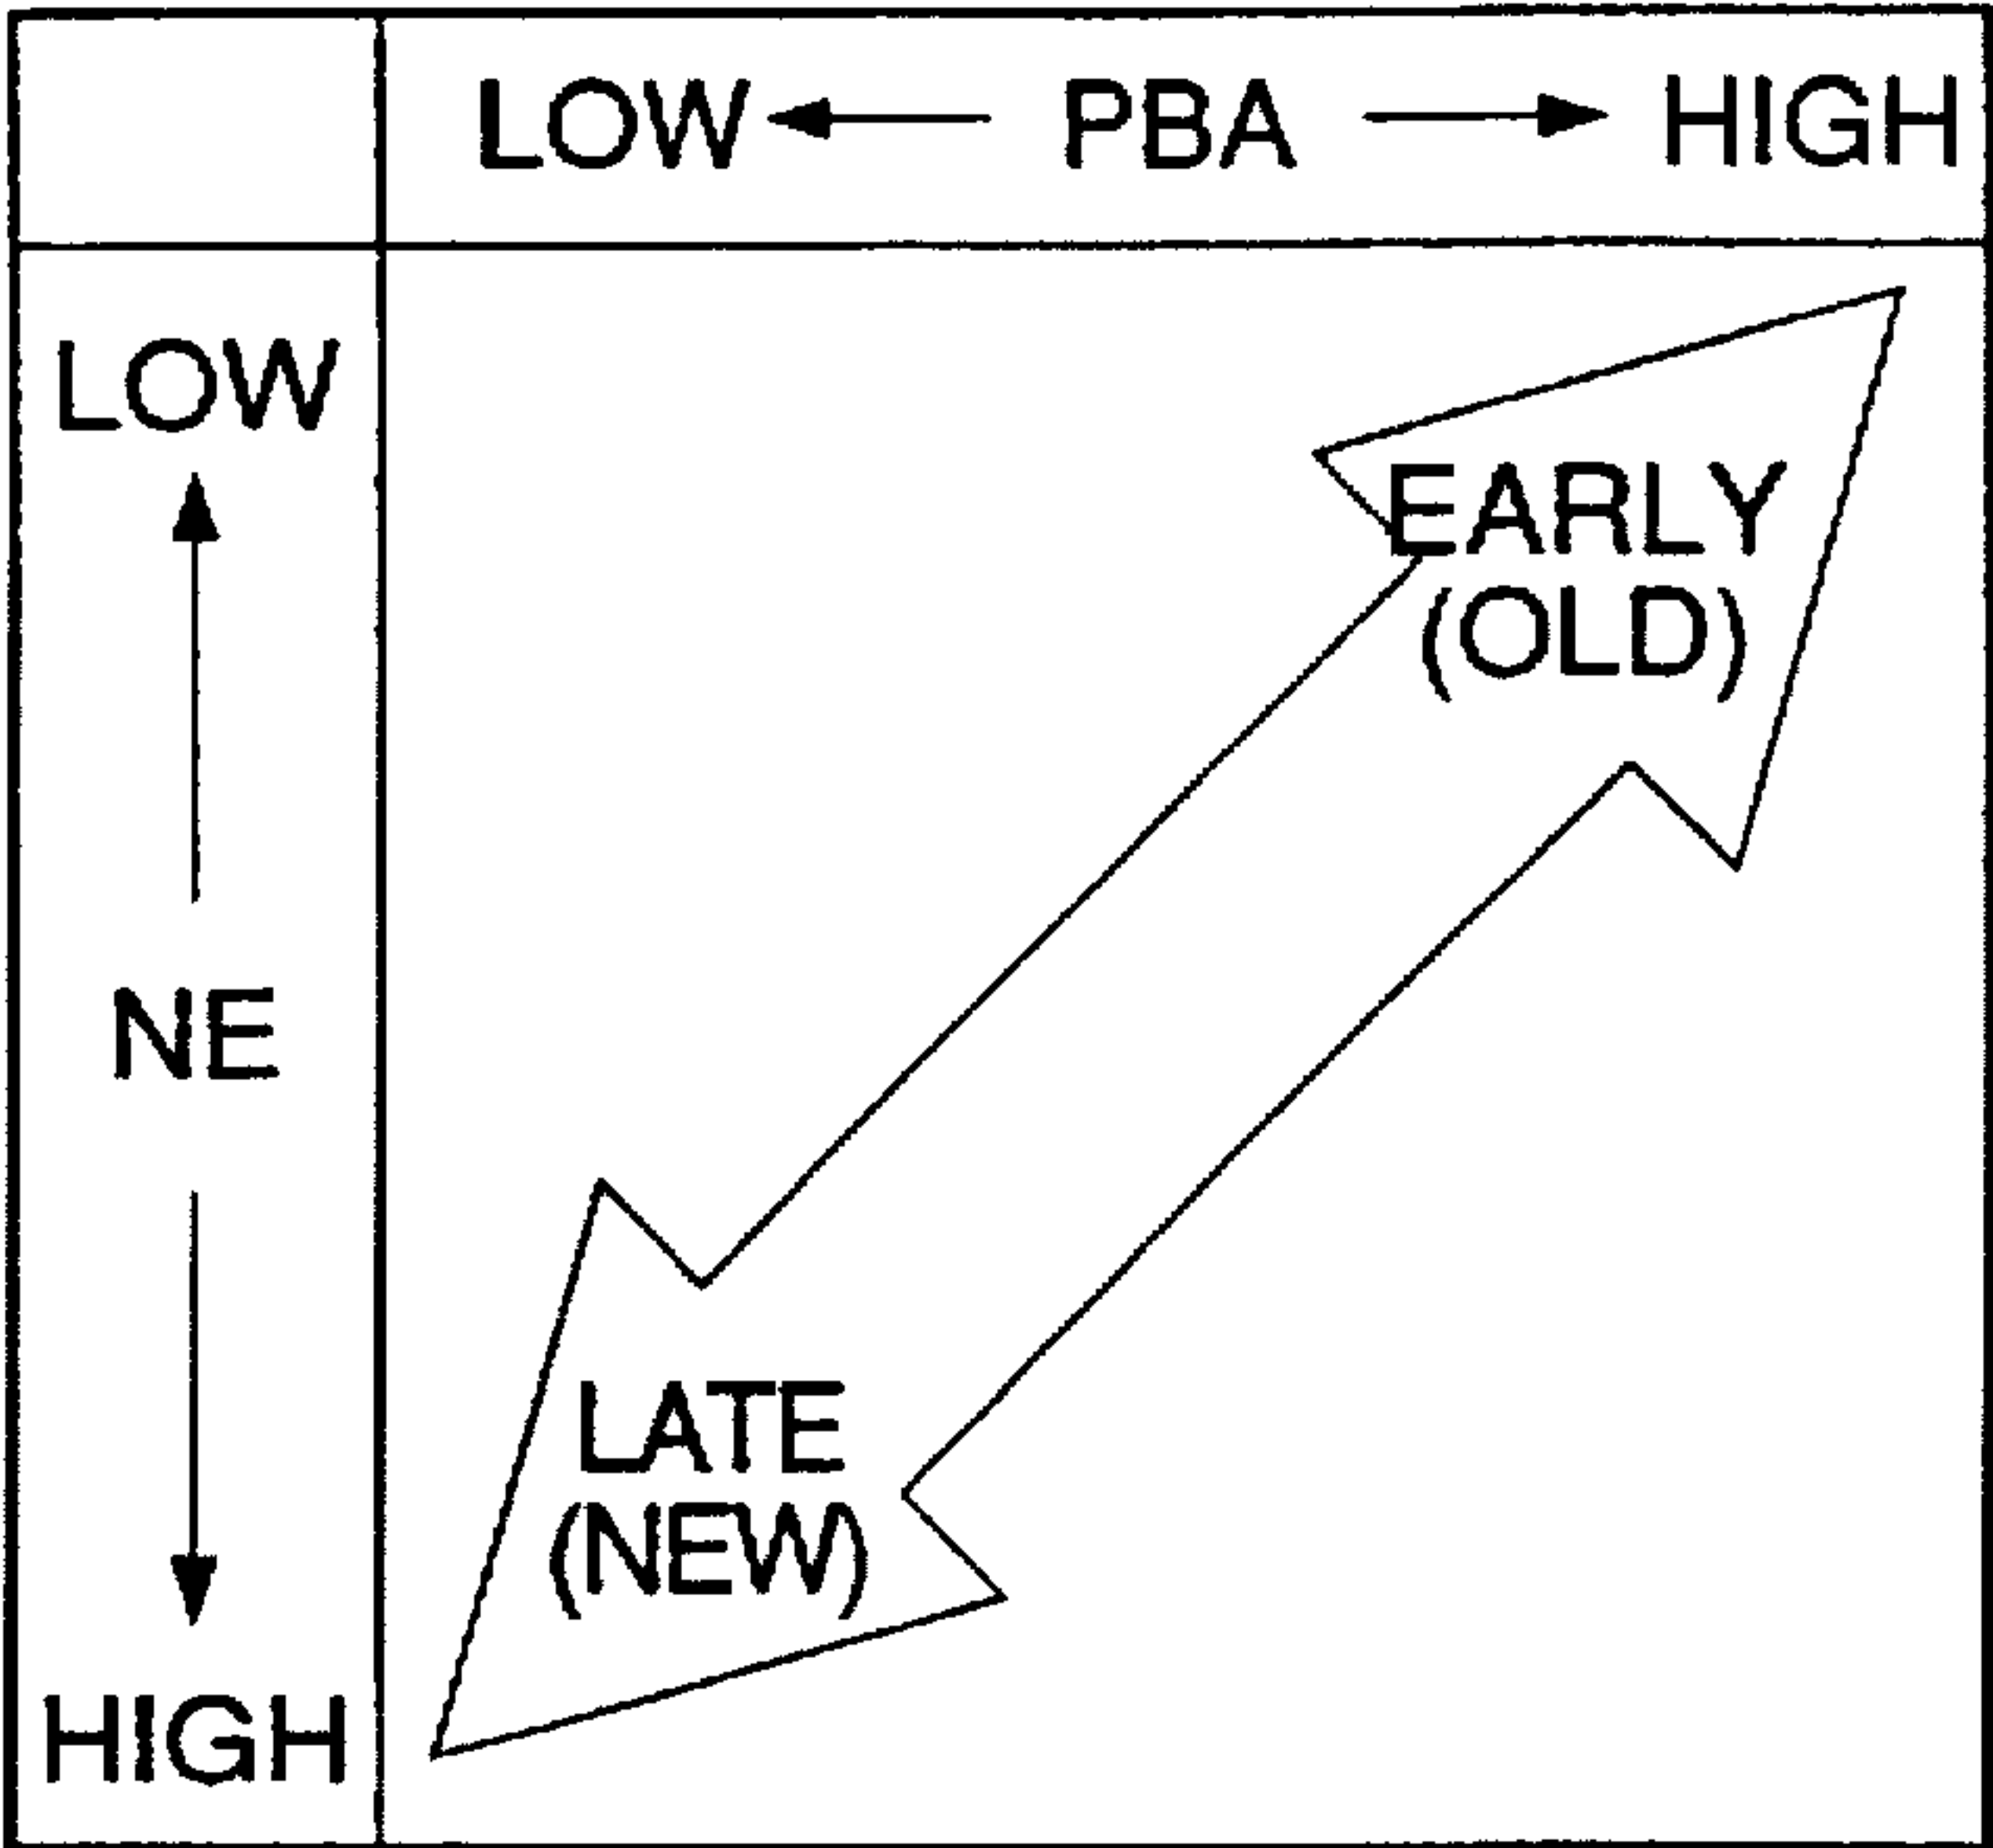 LOW PBA HIGH
LOW
NE
HIGH
EARLY
(OLD)
LATE
(NEW)